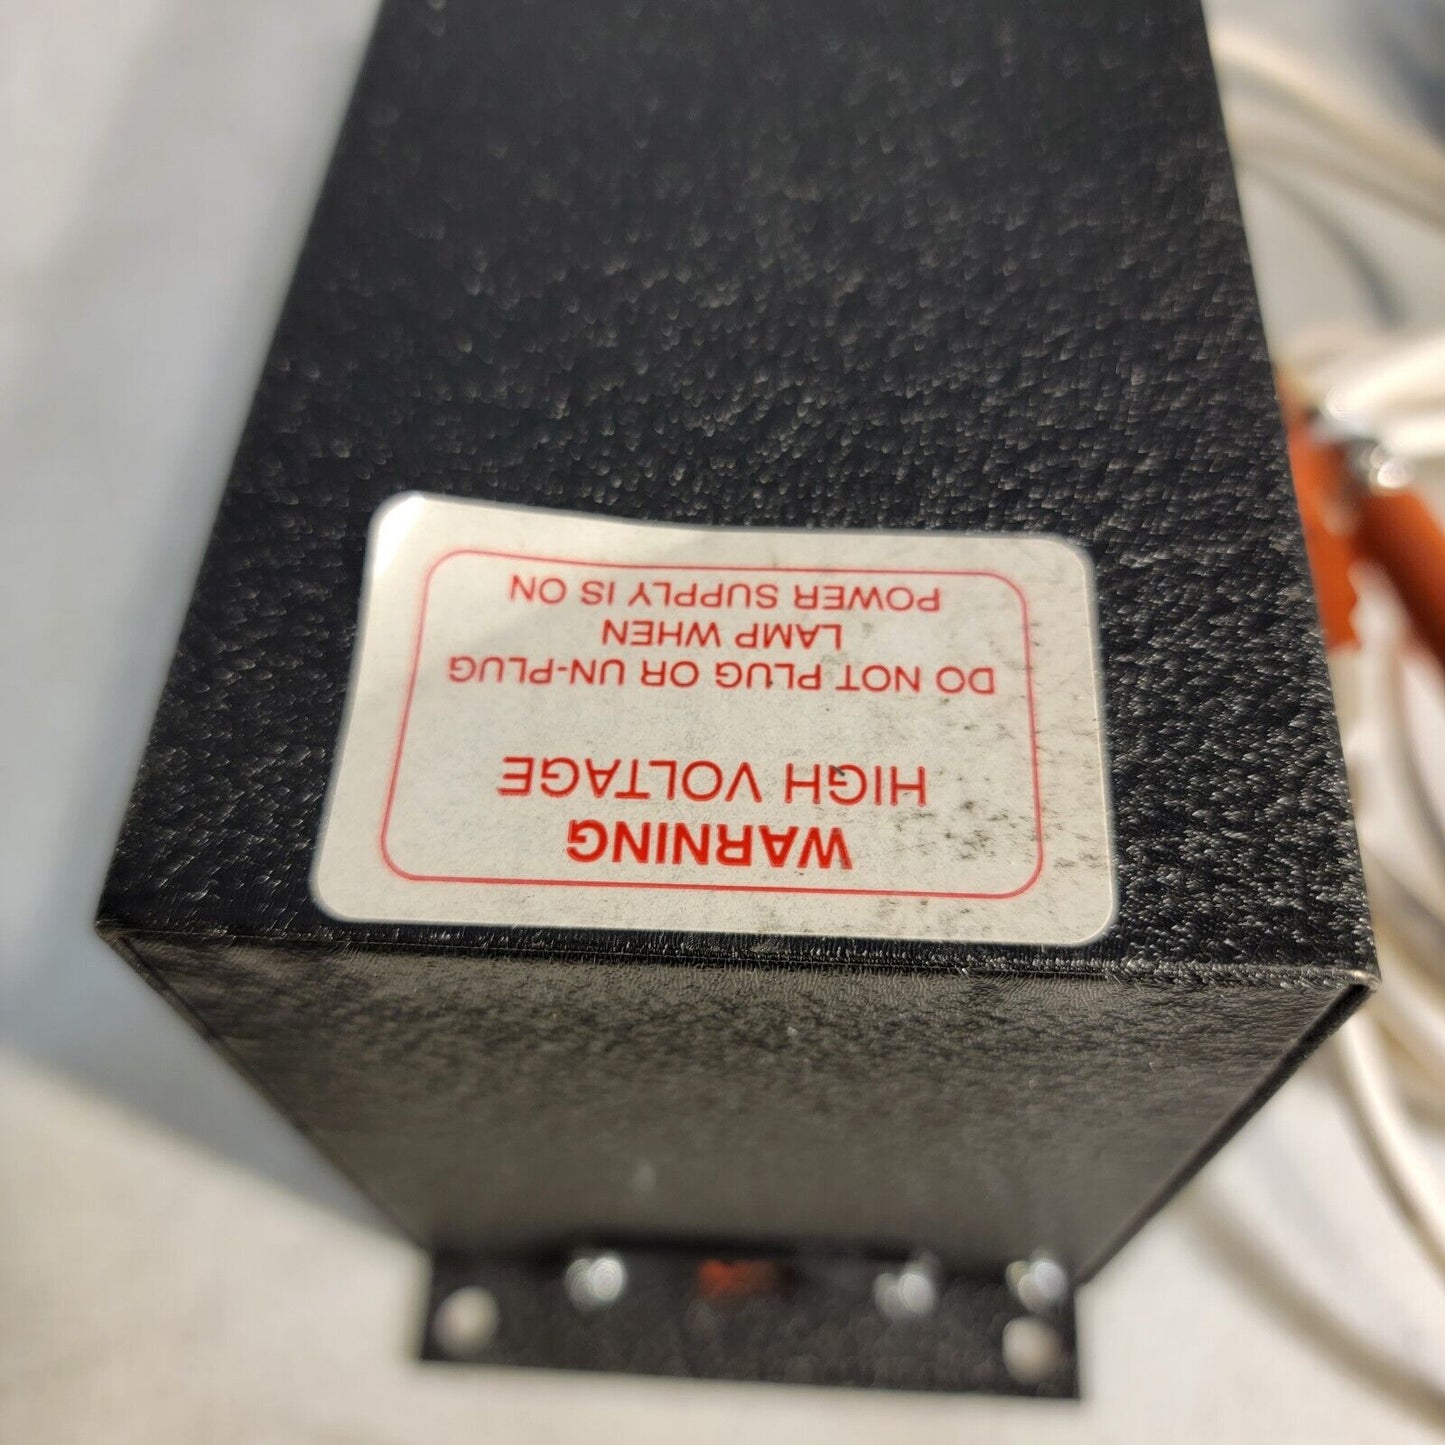 WARNING
HIGH VOLTAGE
DO NOT PLUG OR UN-PLUG
LAMP WHEN
POWER SUPPLY IS ON